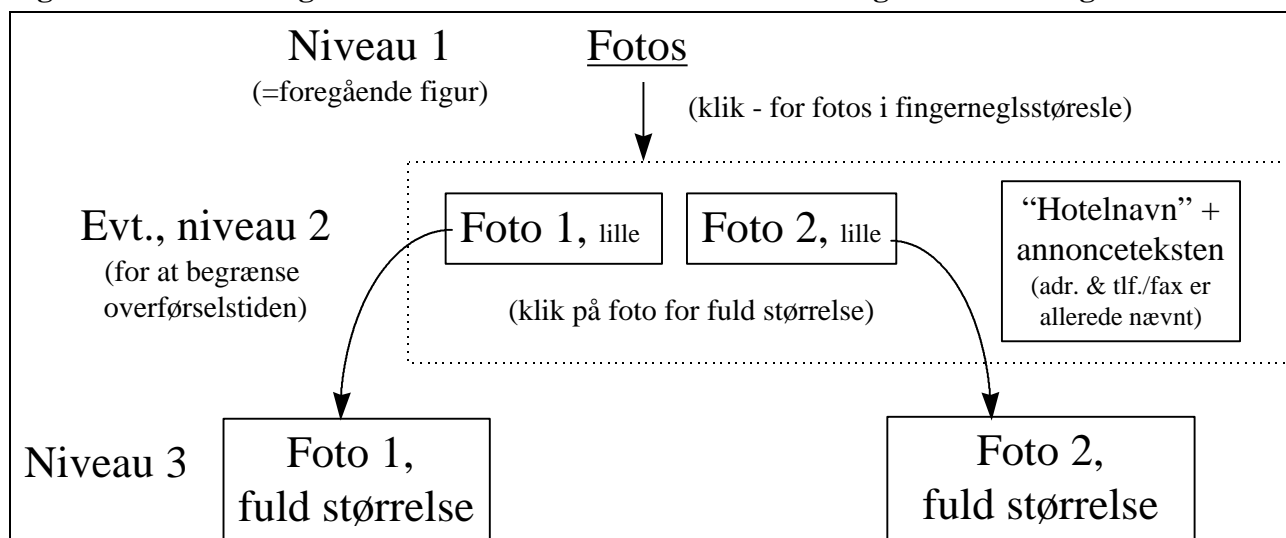 Niveau 1
Fotos
(=foregående figur)
(klik - for fotos i fingerneglsstøresle)
Evt., niveau 2
(for at begrænse
overførselstiden)
Foto 1, lille
Foto 2, lille
(klik på foto for fuld størrelse)
“Hotelnavn” +
annonceteksten
(adr. & tlf./fax er
allerede nævnt)
Niveau 3
Foto 1,
fuld størrelse
Foto 2,
fuld størrelse